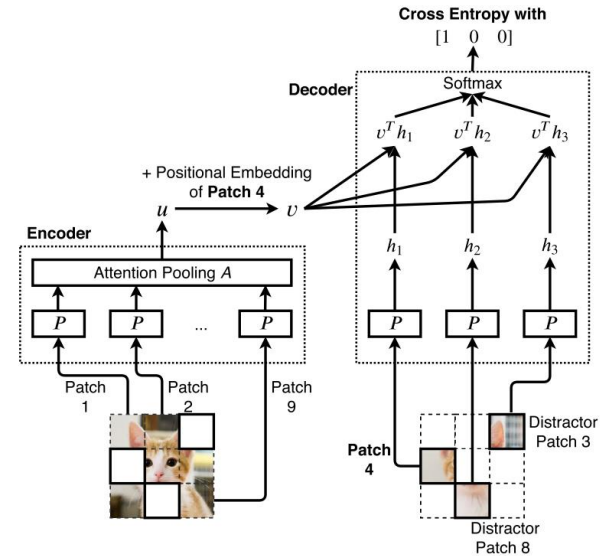 Cross Entropy with
[1 0 0]
Decoder
Softmax
v^T h_1
v^T h_2
v^T h_3
+ Positional Embedding
of Patch 4
u
v
Encoder
h_1
h_2
h_3
Attention Pooling A
P
P
...
P
P
P
P
Patch
1
Patch
2
Patch
9
Patch
4
Distractor
Patch 3
Distractor
Patch 8